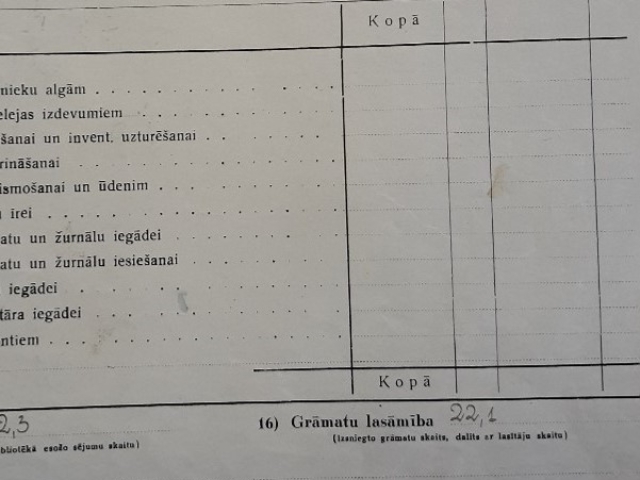 Kopā
nieku algām
elejas izdevumiem
šanai un invent. uzturēšanai
rināšanai
ismošanai un ūdenim
u īrei
atu un žurnālu iegādei
atu un žurnālu iesiešanai
iegādei
tāra iegādei
ntiem
Kopā
2,3
bliotēkā esošo sējumu skaitu)
16) Grāmatu lasāmība 22,1
(Izsniegto grāmatu skaits, dalīts ar lasītāju skaitu)